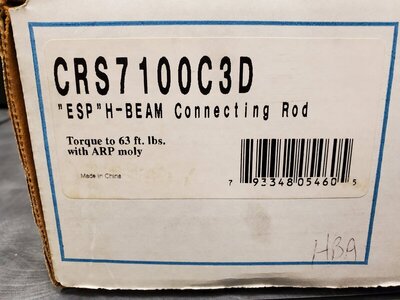 CRS7100C3D
"ESP"H-BEAM Connecting Rod
Torque to 63 ft. lbs.
with ARP moly
Made in China
7 93348 05460 5